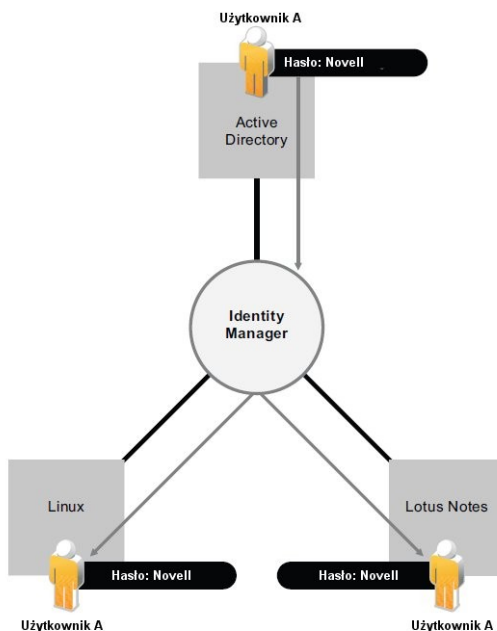 Użytkownik A
Hasło: Novell
Active
Directory
Identity
Manager
Linux
Lotus Notes
Hasło: Novell
Hasło: Novell
Użytkownik A
Użytkownik A